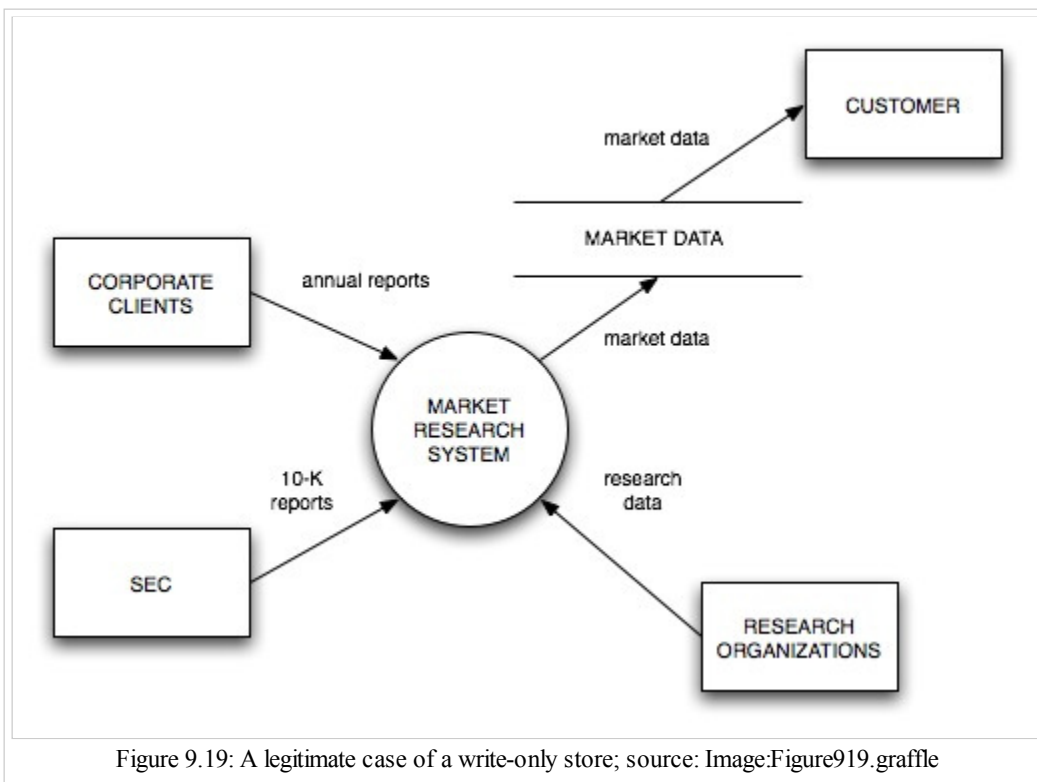 CUSTOMER
market data
MARKET DATA
CORPORATE
CLIENTS
annual reports
market data
MARKET
RESEARCH
SYSTEM
10-K
reports
research
data
SEC
RESEARCH
ORGANIZATIONS
Figure 9.19: A legitimate case of a write-only store; source: Image:Figure919.graffle